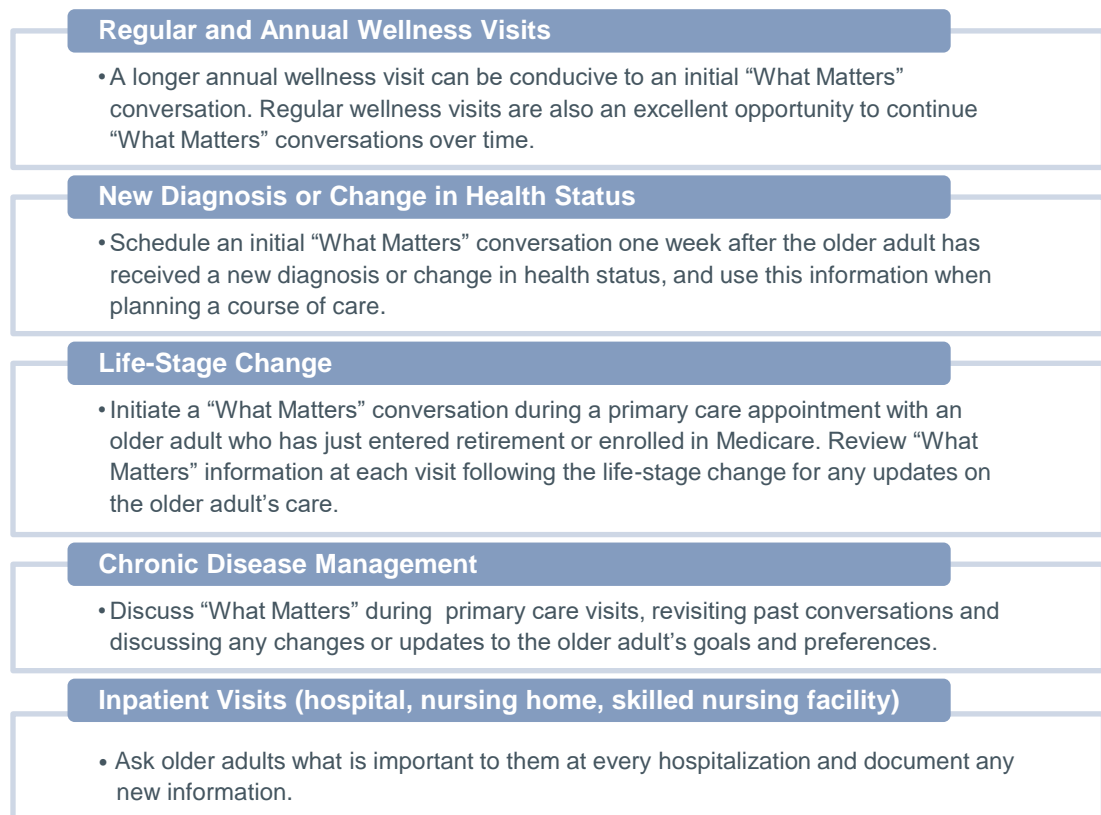 Regular and Annual Wellness Visits
• A longer annual wellness visit can be conducive to an initial “What Matters”
conversation. Regular wellness visits are also an excellent opportunity to continue
“What Matters” conversations over time.
New Diagnosis or Change in Health Status
• Schedule an initial “What Matters” conversation one week after the older adult has
received a new diagnosis or change in health status, and use this information when
planning a course of care.
Life-Stage Change
• Initiate a “What Matters” conversation during a primary care appointment with an
older adult who has just entered retirement or enrolled in Medicare. Review “What
Matters” information at each visit following the life-stage change for any updates on
the older adult’s care.
Chronic Disease Management
• Discuss “What Matters” during  primary care visits, revisiting past conversations and
discussing any changes or updates to the older adult’s goals and preferences.
Inpatient Visits (hospital, nursing home, skilled nursing facility)
• Ask older adults what is important to them at every hospitalization and document any
new information.